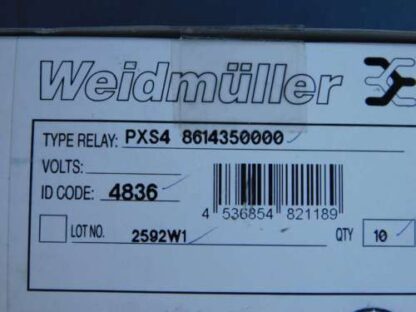 Weidmüller
TYPE RELAY: PXS4 8614350000
VOLTS:
ID CODE: 4836
4 536854 821189
LOT NO. 2592W1 QTY 10